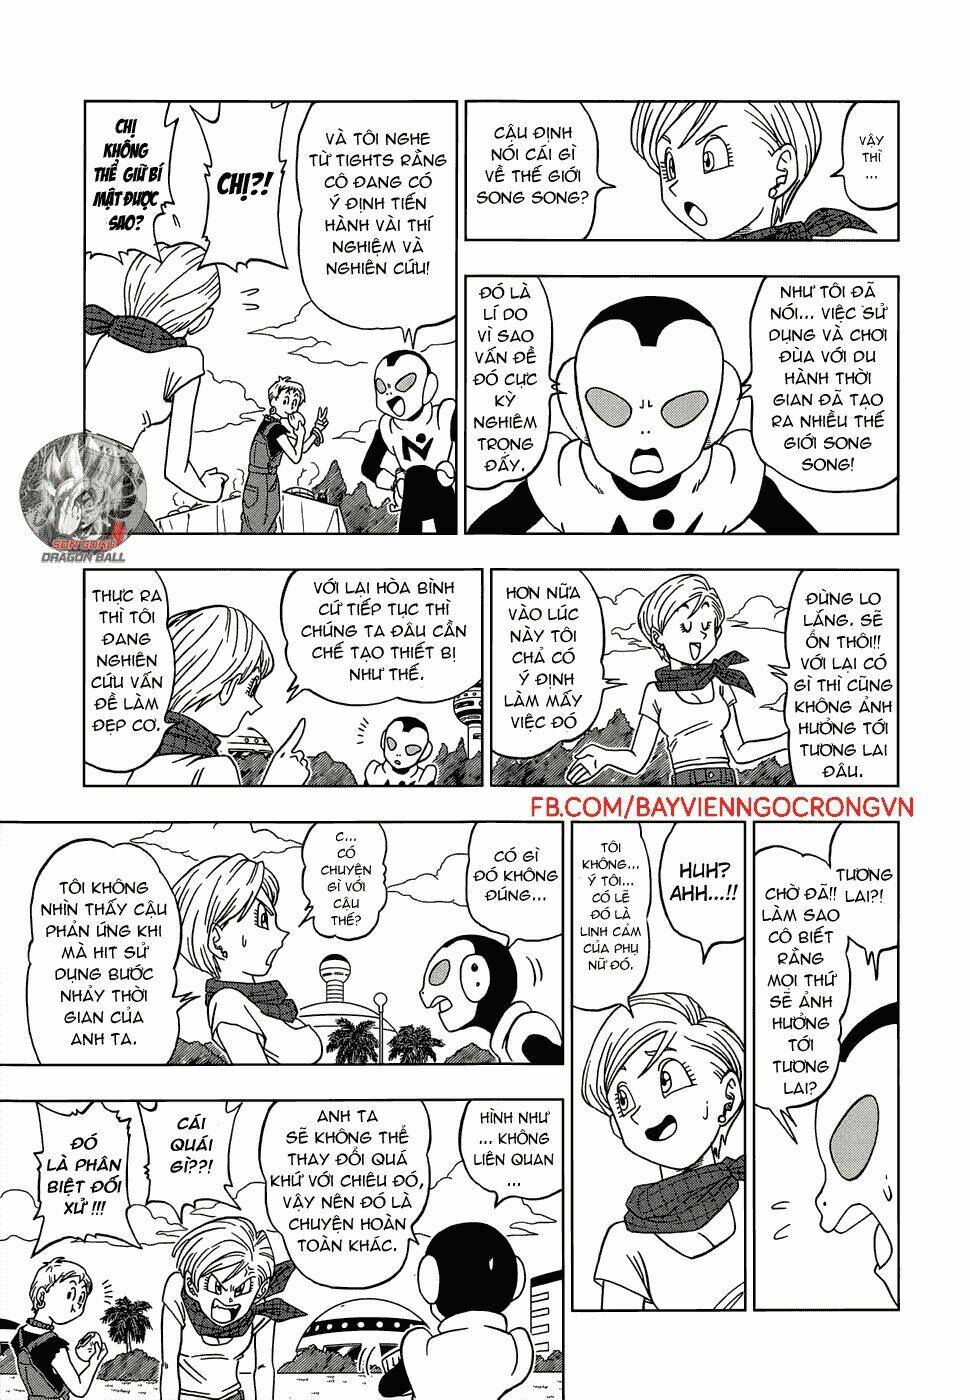 VẬY
THÌ
...
CẬU ĐỊNH
NÓI CÁI GÌ
VỀ THẾ GIỚI
SONG SONG?
VÀ TÔI NGHE
TỪ TIGHTS RẰNG
CÔ ĐANG CÓ
Ý ĐỊNH TIẾN
HÀNH VÀI THÍ
NGHIỆM VÀ
NGHIÊN CỨU!
CHỊ?!
CHỊ
KHÔNG
THỂ GIỮ BÍ
MẬT ĐƯỢC
SAO?
NHƯ TÔI ĐÃ
NÓI... VIỆC SỬ
DỤNG VÀ CHƠI
ĐÙA VỚI DU
HÀNH THỜI
GIAN ĐÃ TẠO
RA NHIỀU THẾ
GIỚI SONG
SONG!
ĐÓ LÀ
LÍ DO
VÌ SAO
VẤN ĐỀ
ĐÓ CỰC
KỲ
NGHIÊM
TRỌNG
ĐẤY.
SON GOKU
DRAGON BALL
ĐỪNG LO
LẮNG. SẼ
ỔN THÔI!!
VỚI LẠI CÓ
GÌ THÌ CŨNG
KHÔNG ẢNH
HƯỞNG TỚI
TƯƠNG LAI
ĐÂU.
HƠN NỮA
VÀO LÚC
NÀY TÔI
CHẢ CÓ
Ý ĐỊNH
LÀM MẤY
VIỆC ĐÓ
VỚI LẠI HÒA BÌNH
CỨ TIẾP TỤC THÌ
CHÚNG TA ĐÂU CẦN
CHẾ TẠO THIẾT BỊ
NHƯ THẾ.
THỰC RA
THÌ TÔI
ĐANG
NGHIÊN
CỨU VẤN
ĐỀ LÀM
ĐẸP CƠ.
FB.COM/BAYVIENNGOCRONGVN
TƯƠNG
LAI?!
CHỜ ĐÃ!!
LÀM SAO
CÔ BIẾT
RẰNG
MỌI THỨ
SẼ ẢNH
HƯỞNG
TỚI
TƯƠNG
LAI?
HUH?
AHH...!!
TÔI
KHÔNG...
Ý TÔI...
CÓ LẼ
ĐÓ LÀ
LINH CẢM
CỦA PHỤ
NỮ ĐÓ.
CÓ GÌ
ĐÓ KHÔNG
ĐÚNG...
C...
CÓ
CHUYỆN
GÌ VỚI
CẬU
THẾ?
TÔI KHÔNG
NHÌN THẤY CẬU
PHẢN ỨNG KHI
MÀ HIT SỬ
DỤNG BƯỚC
NHẢY THỜI
GIAN CỦA
ANH TA.
HÌNH NHƯ
... KHÔNG
LIÊN QUAN
...
ANH TA
SẼ KHÔNG THỂ
THAY ĐỔI QUÁ
KHỨ VỚI CHIÊU ĐÓ,
VẬY NÊN ĐÓ LÀ
CHUYỆN HOÀN
TOÀN KHÁC.
CÁI
QUÁI
GÌ??!
ĐÓ
LÀ PHÂN
BIỆT ĐỐI
XỬ !!!